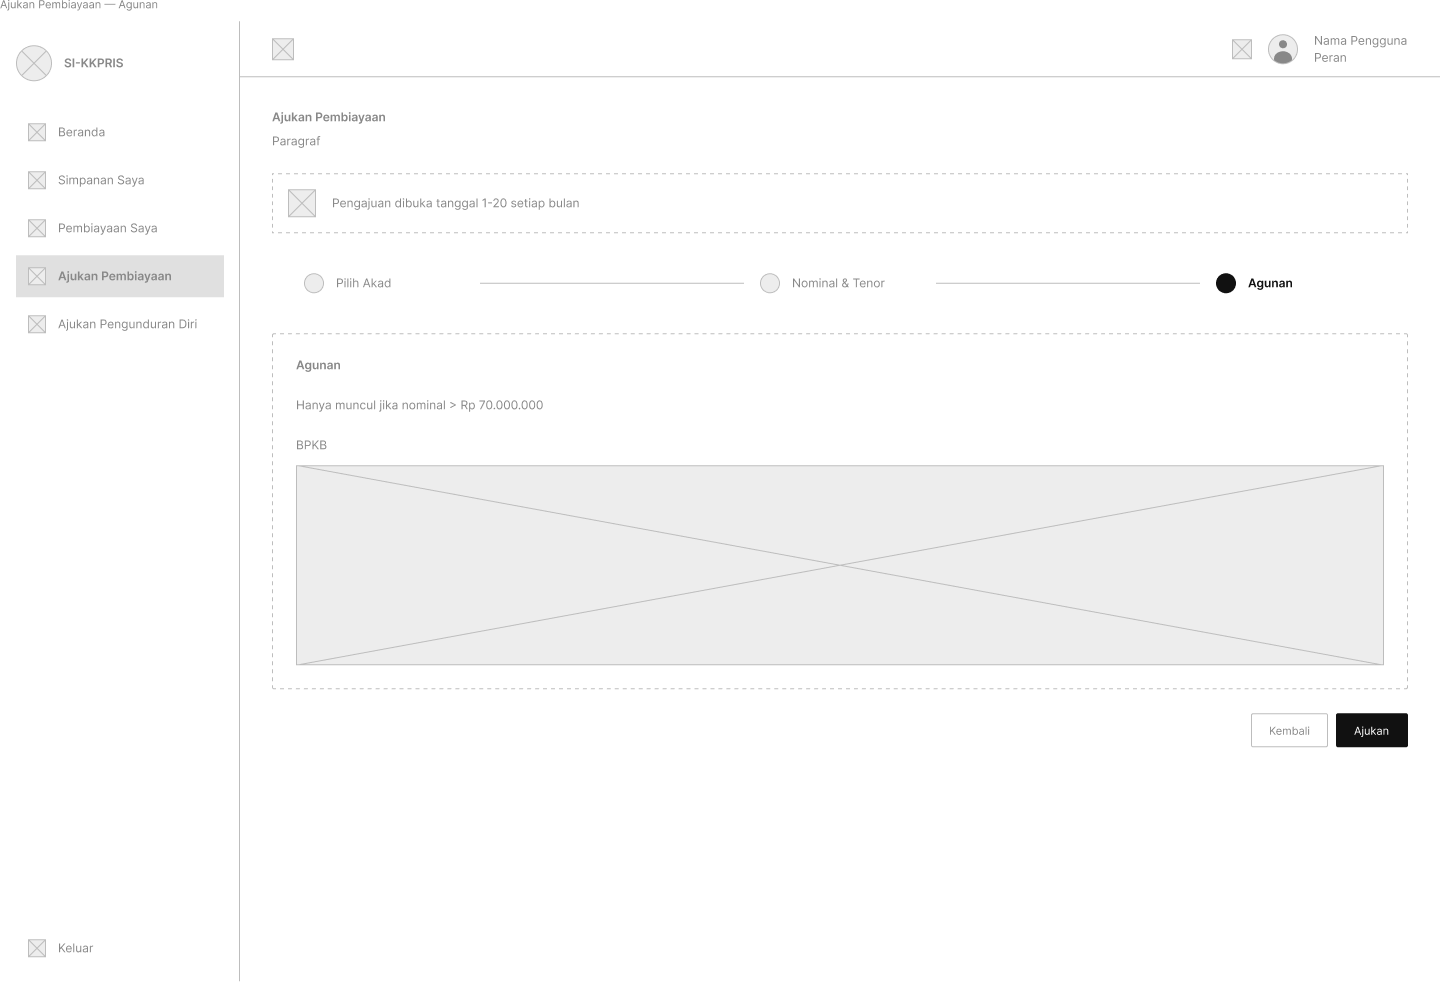 Ajukan Pembiayaan — Agunan
SI-KKPRIS
Beranda
Simpanan Saya
Pembiayaan Saya
Ajukan Pembiayaan
Ajukan Pengunduran Diri
Keluar
Nama Pengguna
Peran
Ajukan Pembiayaan
Paragraf
Pengajuan dibuka tanggal 1-20 setiap bulan
Pilih Akad
Nominal & Tenor
Agunan
Agunan
Hanya muncul jika nominal > Rp 70.000.000
BPKB
Kembali
Ajukan